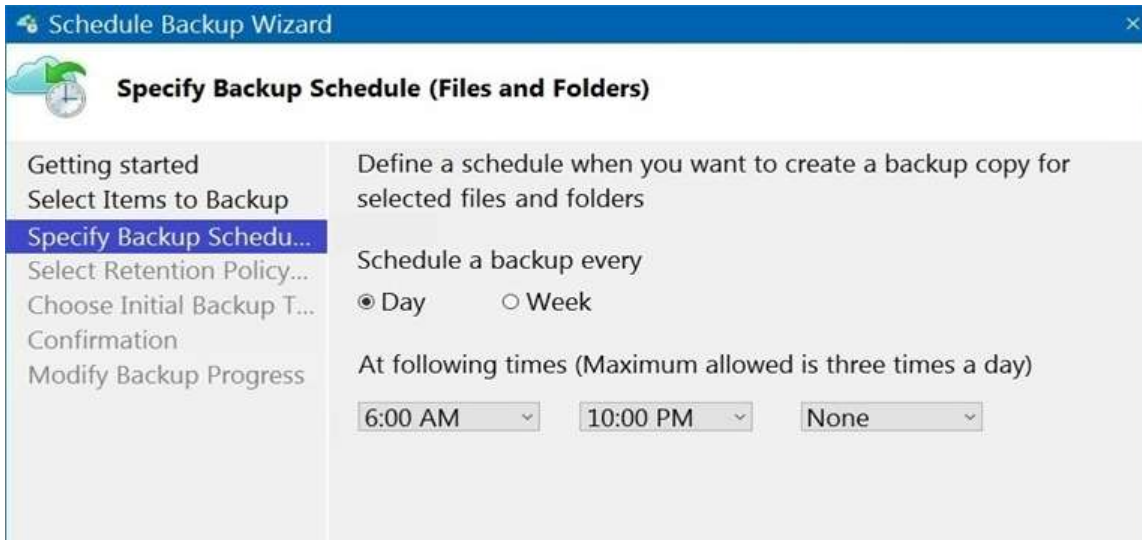 Schedule Backup Wizard
Specify Backup Schedule (Files and Folders)
Getting started
Select Items to Backup
Specify Backup Schedu...
Select Retention Policy...
Choose Initial Backup T...
Confirmation
Modify Backup Progress
Define a schedule when you want to create a backup copy for
selected files and folders
Schedule a backup every
Day Week
At following times (Maximum allowed is three times a day)
6:00 AM 10:00 PM None